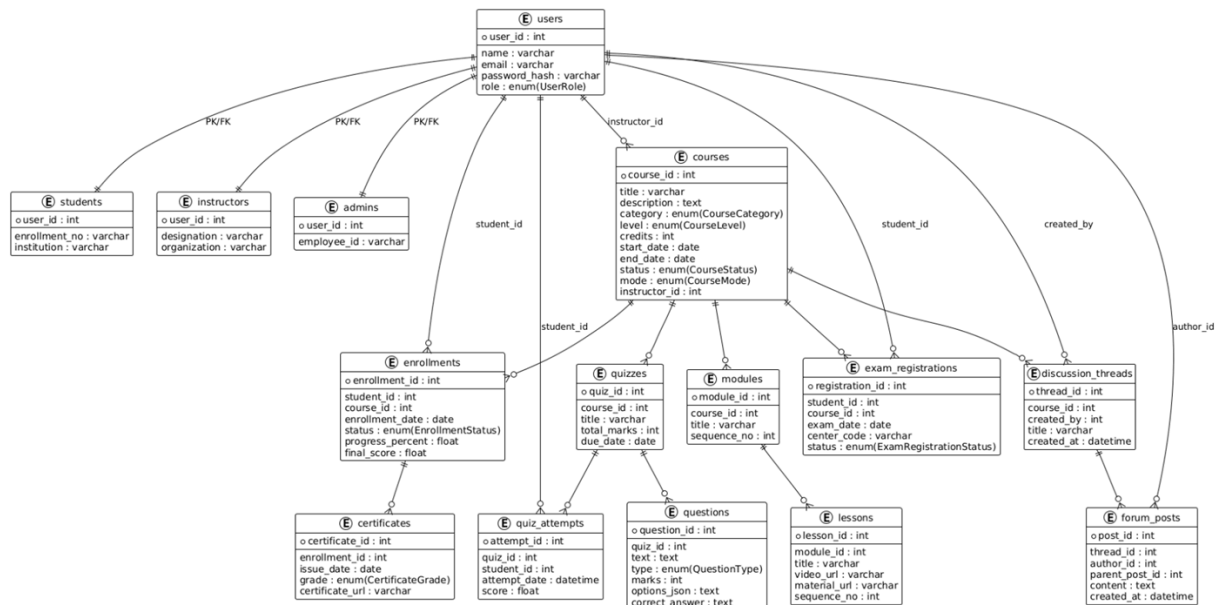 E users
user_id : int
name : varchar
email : varchar
password_hash : varchar
role : enum(UserRole)
PK/FK
PK/FK
PK/FK
instructor_id
E students
user_id : int
enrollment_no : varchar
institution : varchar
E instructors
user_id : int
designation : varchar
organization : varchar
E admins
user_id : int
employee_id : varchar
E courses
course_id : int
title : varchar
description : text
category : enum(CourseCategory)
level : enum(CourseLevel)
credits : int
start_date : date
end_date : date
status : enum(CourseStatus)
mode : enum(CourseMode)
instructor_id : int
student_id
student_id
created_by
student_id
author_id
E enrollments
enrollment_id : int
student_id : int
course_id : int
enrollment_date : date
status : enum(EnrollmentStatus)
progress_percent : float
final_score : float
E quizzes
quiz_id : int
course_id : int
title : varchar
total_marks : int
due_date : date
E modules
module_id : int
course_id : int
title : varchar
sequence_no : int
E exam_registrations
registration_id : int
student_id : int
course_id : int
exam_date : date
center_code : varchar
status : enum(ExamRegistrationStatus)
E discussion_threads
thread_id : int
course_id : int
created_by : int
title : varchar
created_at : datetime
E certificates
certificate_id : int
enrollment_id : int
issue_date : date
grade : enum(CertificateGrade)
certificate_url : varchar
E quiz_attempts
attempt_id : int
quiz_id : int
student_id : int
attempt_date : datetime
score : float
E questions
question_id : int
quiz_id : int
text : text
type : enum(QuestionType)
marks : int
options_json : text
correct_answer : text
E lessons
lesson_id : int
module_id : int
title : varchar
video_url : varchar
material_url : varchar
sequence_no : int
E forum_posts
post_id : int
thread_id : int
author_id : int
parent_post_id : int
content : text
created_at : datetime